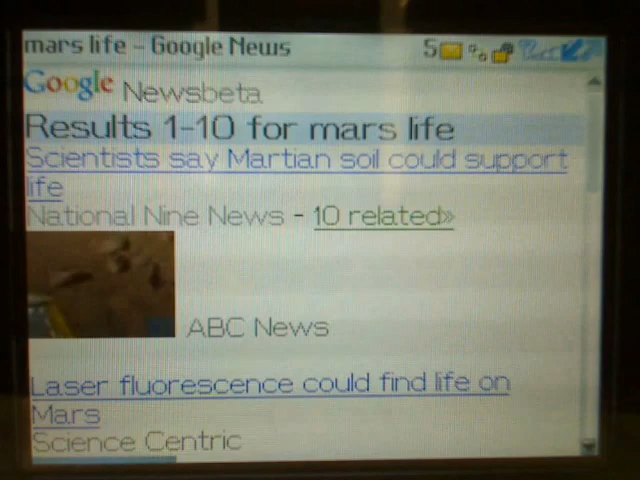 mars life – Google News
5
Google Newsbeta
Results 1-10 for mars life
Scientists say Martian soil could support
life
National Nine News - 10 related»
ABC News
Laser fluorescence could find life on
Mars
Science Centric